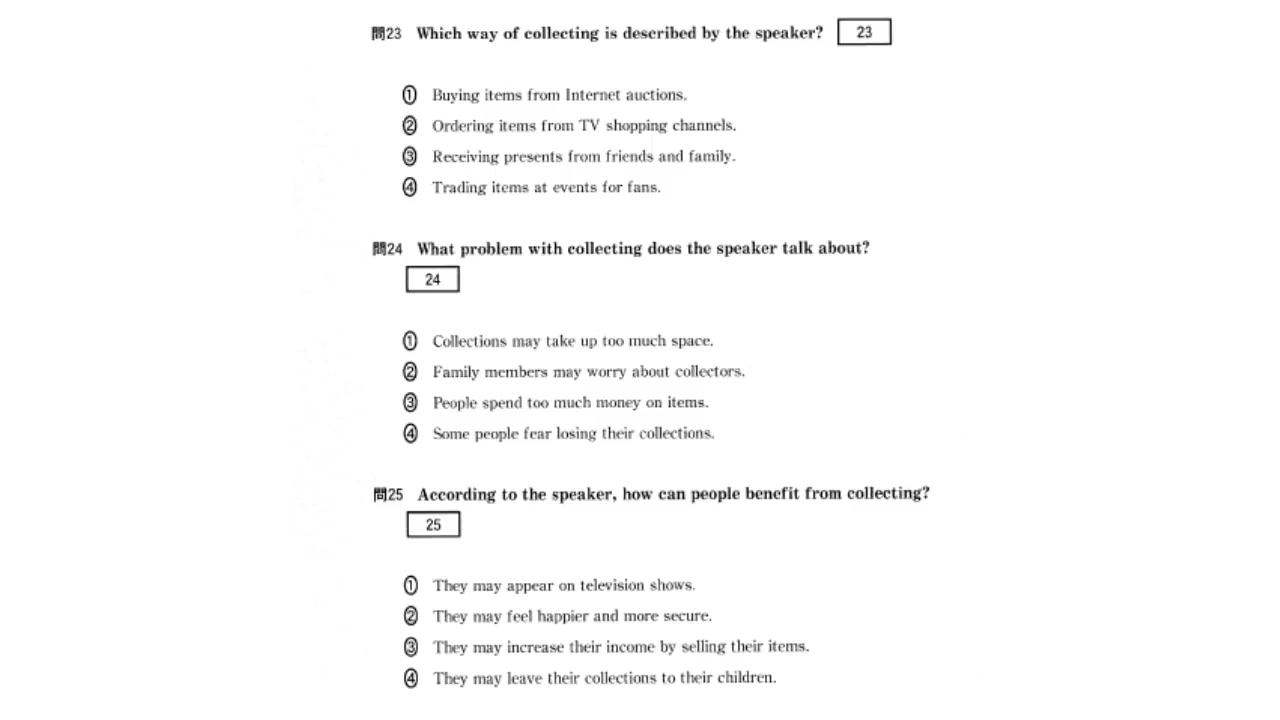 問23 Which way of collecting is described by the speaker? 23
① Buying items from Internet auctions.
② Ordering items from TV shopping channels.
③ Receiving presents from friends and family.
④ Trading items at events for fans.
問24 What problem with collecting does the speaker talk about?
24
① Collections may take up too much space.
② Family members may worry about collectors.
③ People spend too much money on items.
④ Some people fear losing their collections.
問25 According to the speaker, how can people benefit from collecting?
25
① They may appear on television shows.
② They may feel happier and more secure.
③ They may increase their income by selling their items.
④ They may leave their collections to their children.